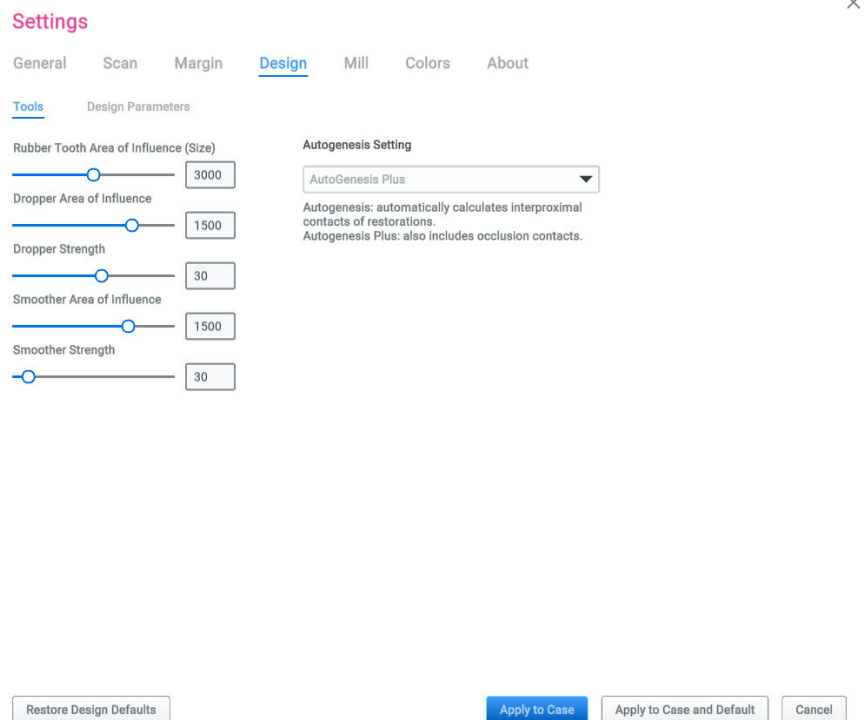 Settings
General Scan Margin Design Mill Colors About
Tools Design Parameters
Rubber Tooth Area of Influence (Size)
3000
Dropper Area of Influence
1500
Dropper Strength
30
Smoother Area of Influence
1500
Smoother Strength
30
Autogenesis Setting
AutoGenesis Plus
Autogenesis: automatically calculates interproximal
contacts of restorations.
Autogenesis Plus: also includes occlusion contacts.
Restore Design Defaults Apply to Case Apply to Case and Default Cancel